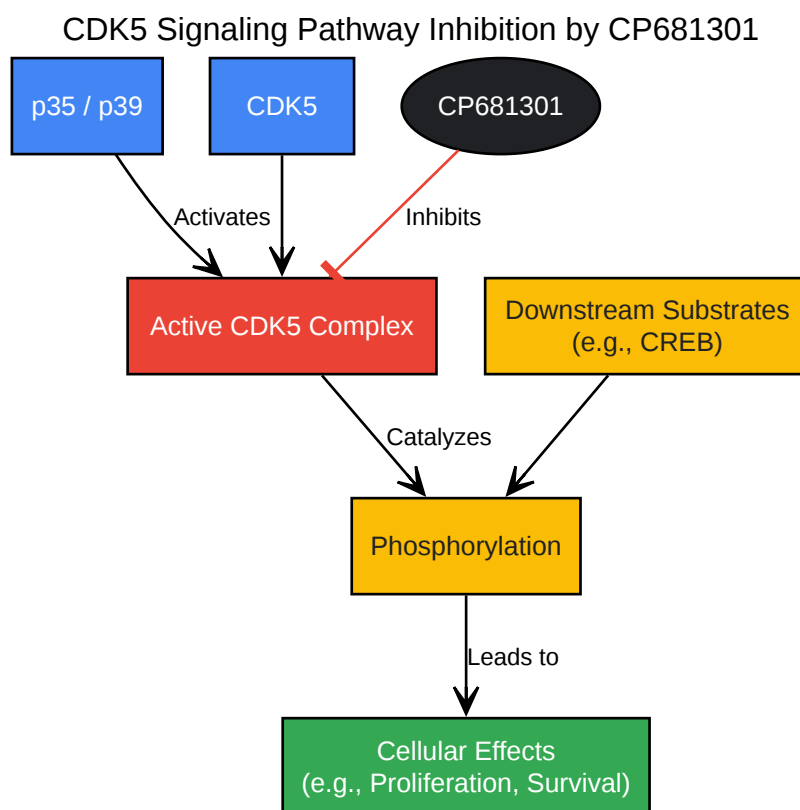 CDK5 Signaling Pathway Inhibition by CP681301
p35 / p39
CDK5
CP681301
Activates
Inhibits
Active CDK5 Complex
Downstream Substrates
(e.g., CREB)
Catalyzes
Phosphorylation
Leads to
Cellular Effects
(e.g., Proliferation, Survival)